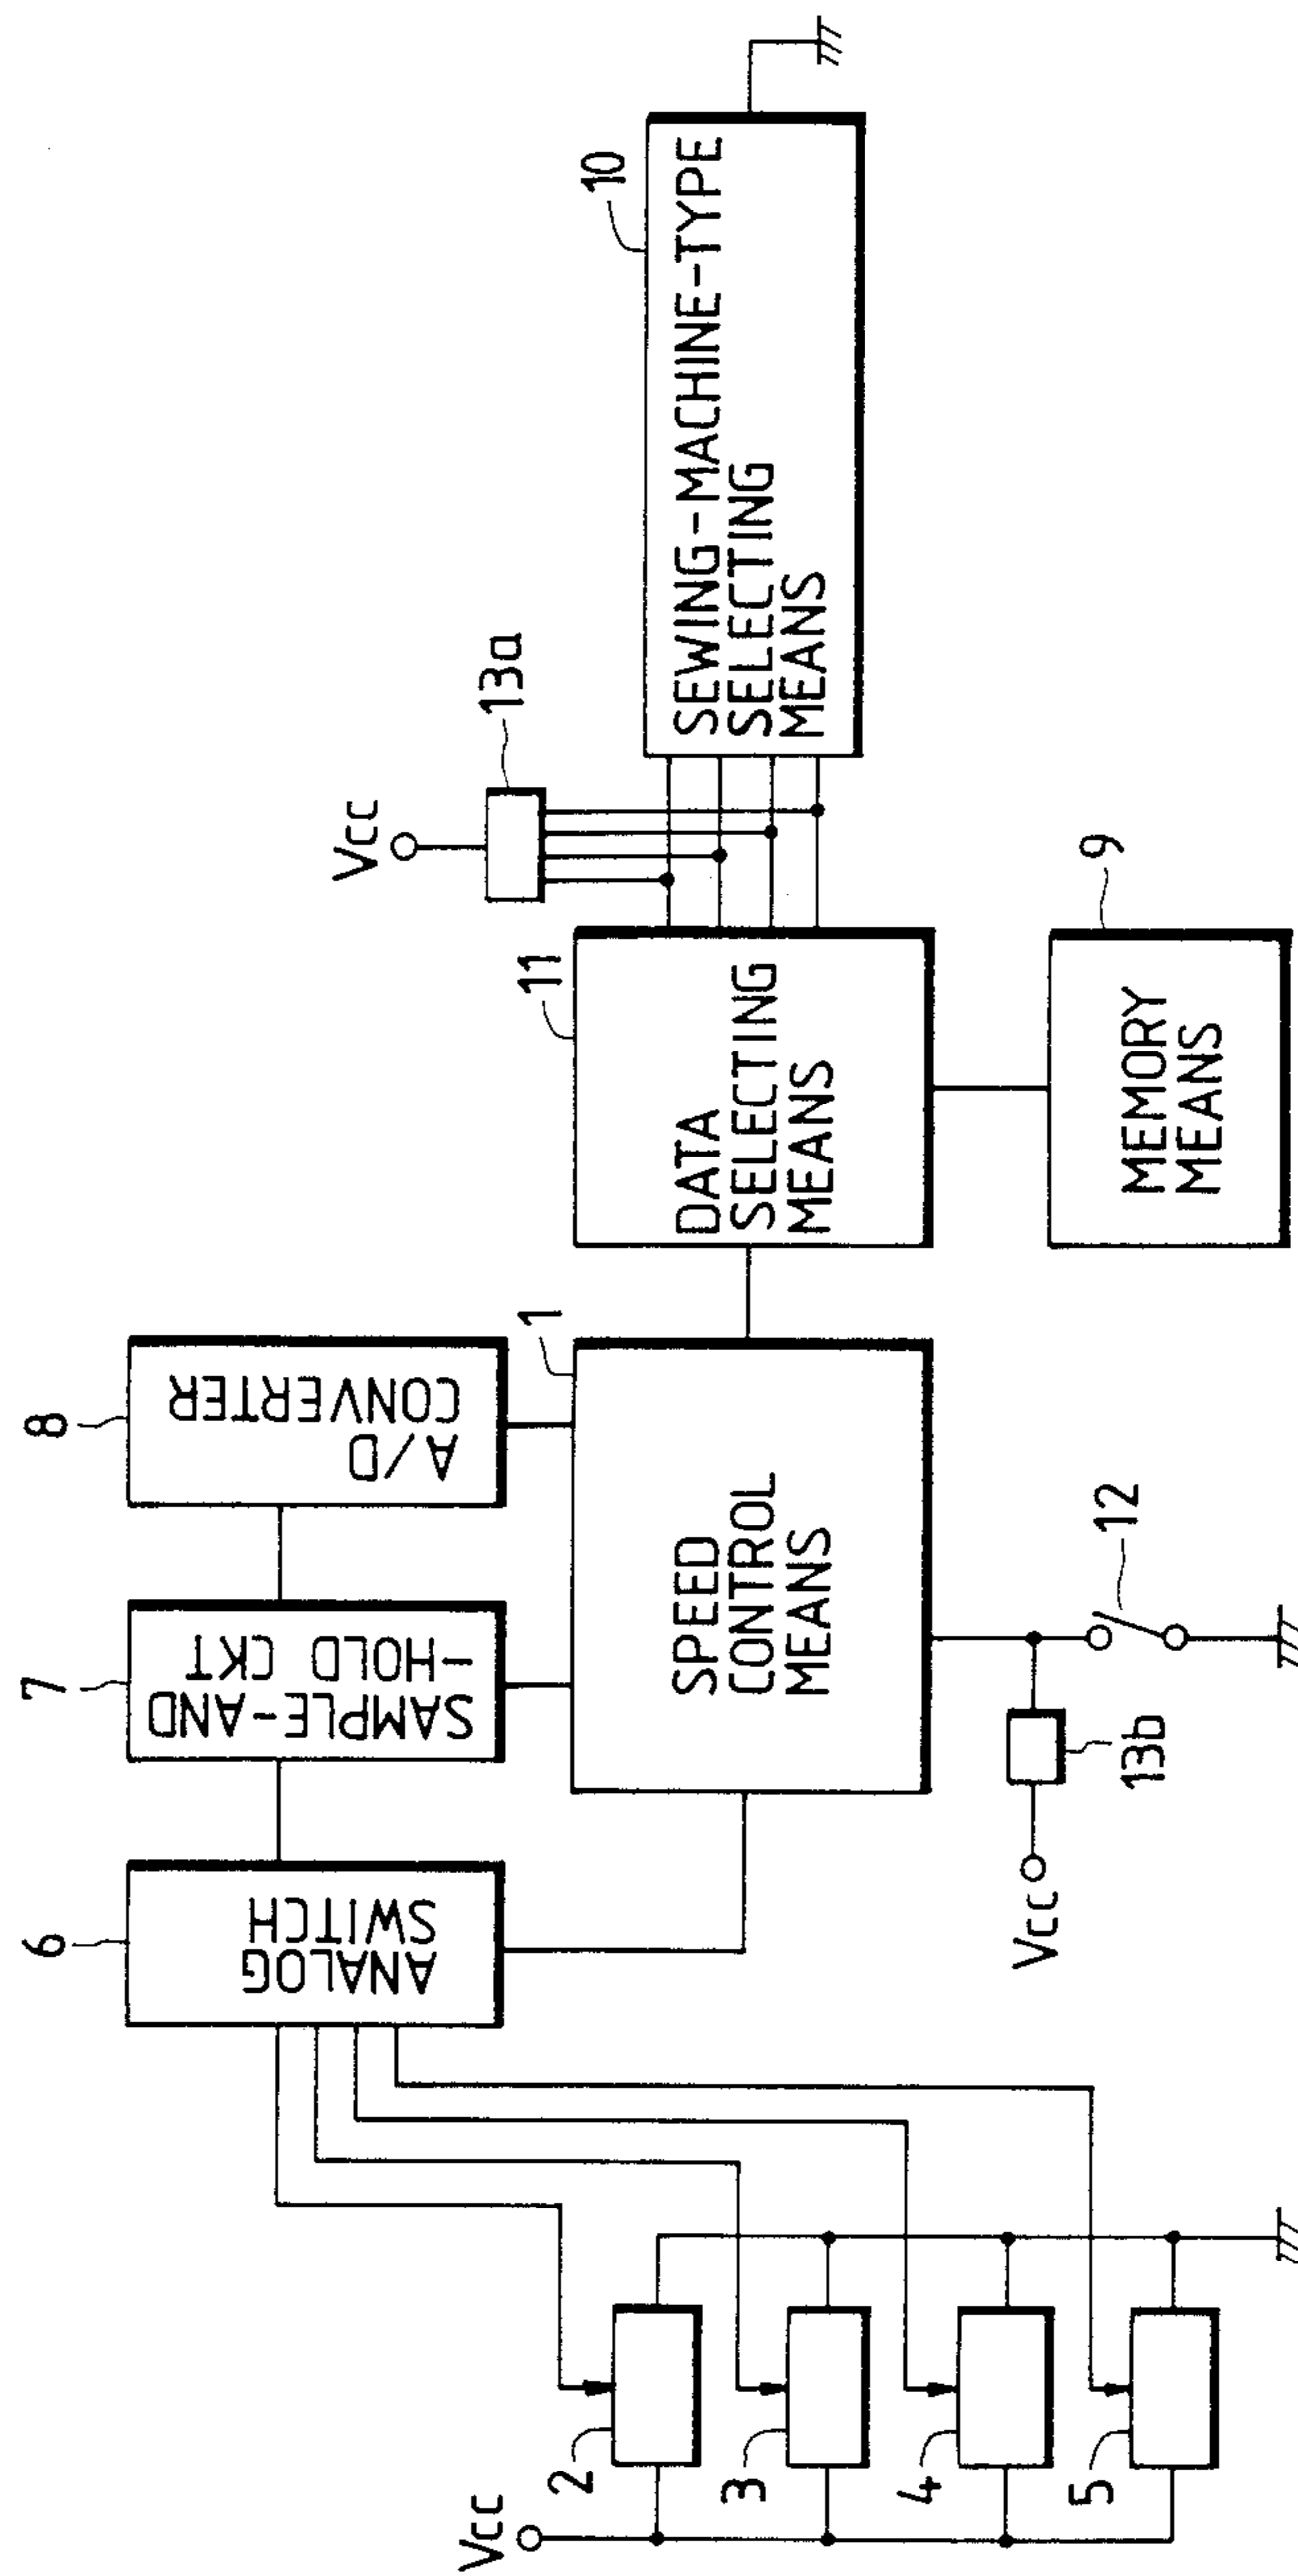 Vcc
2
3
4
5
6
ANALOG
SWITCH
7
SAMPLE-AND
-HOLD CKT
8
A/D
CONVERTER
1
SPEED
CONTROL
MEANS
Vcc
13b
12
11
DATA
SELECTING
MEANS
9
MEMORY
MEANS
Vcc
13a
10
SEWING-MACHINE-TYPE
SELECTING
MEANS